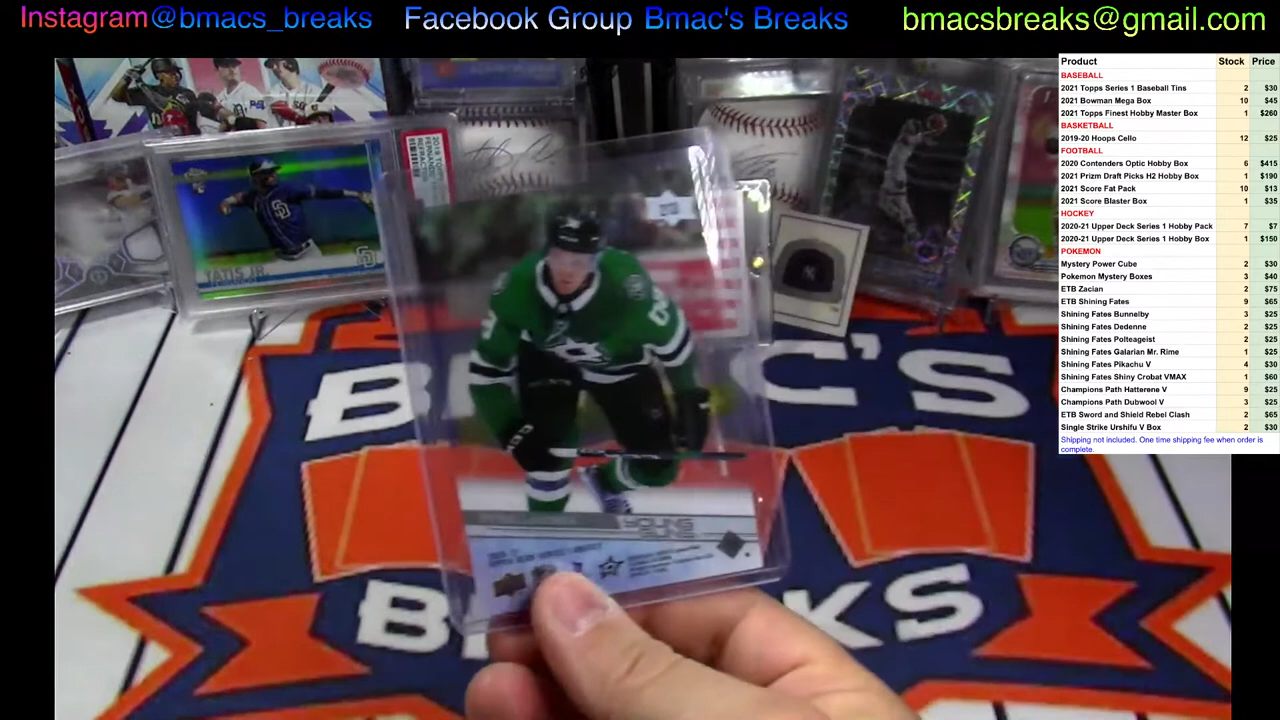 Instagram@bmacs_breaks Facebook Group Bmac's Breaks bmacsbreaks@gmail.com
Product Stock Price
BASEBALL
2021 Topps Series 1 Baseball Tins 2 $30
2021 Bowman Mega Box 10 $45
2021 Topps Finest Hobby Master Box 1 $260
BASKETBALL
2019-20 Hoops Cello 12 $25
FOOTBALL
2020 Contenders Optic Hobby Box 6 $415
2021 Prizm Draft Picks H2 Hobby Box 1 $190
2021 Score Fat Pack 10 $13
2021 Score Blaster Box 1 $35
HOCKEY
2020-21 Upper Deck Series 1 Hobby Pack 7 $7
2020-21 Upper Deck Series 1 Hobby Box 1 $150
POKEMON
Mystery Power Cube 2 $30
Pokemon Mystery Boxes 3 $40
ETB Zacian 2 $75
ETB Shining Fates 9 $65
Shining Fates Bunnelby 3 $25
Shining Fates Dedenne 2 $25
Shining Fates Polteageist 2 $25
Shining Fates Galarian Mr. Rime 1 $25
Shining Fates Pikachu V 4 $30
Shining Fates Shiny Crobat VMAX 1 $60
Champions Path Hatterene V 9 $25
Champions Path Dubwool V 3 $25
ETB Sword and Shield Rebel Clash 2 $65
Single Strike Urshifu V Box 2 $30
Shipping not included. One time shipping fee when order is
complete.
TATIS JR.
YOUNG
C'S